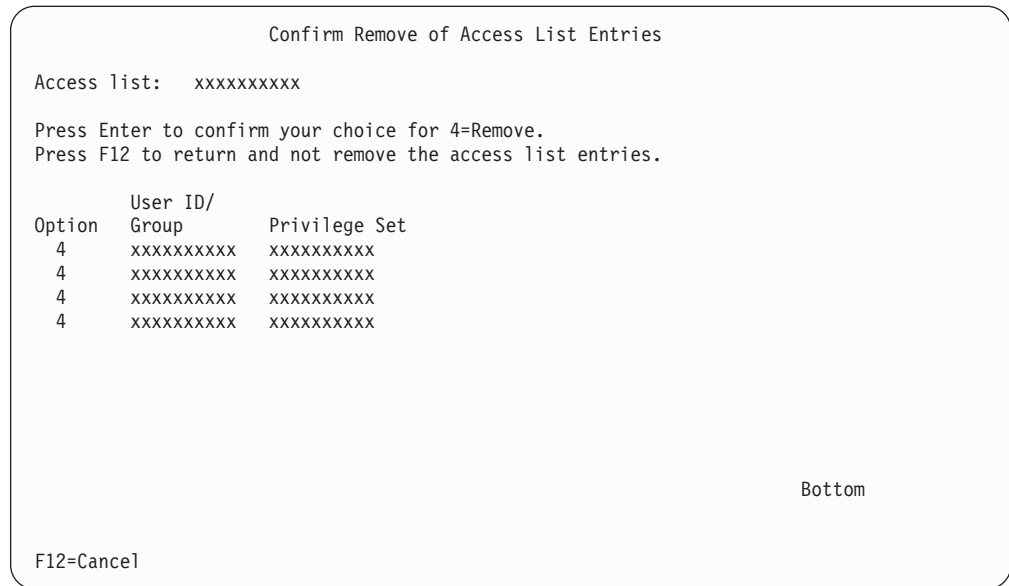 Confirm Remove of Access List Entries
Access list: xxxxxxxxxx
Press Enter to confirm your choice for 4=Remove.
Press F12 to return and not remove the access list entries.
User ID/
Option Group Privilege Set
4 xxxxxxxxxx xxxxxxxxxx
4 xxxxxxxxxx xxxxxxxxxx
4 xxxxxxxxxx xxxxxxxxxx
4 xxxxxxxxxx xxxxxxxxxx
Bottom
F12=Cancel